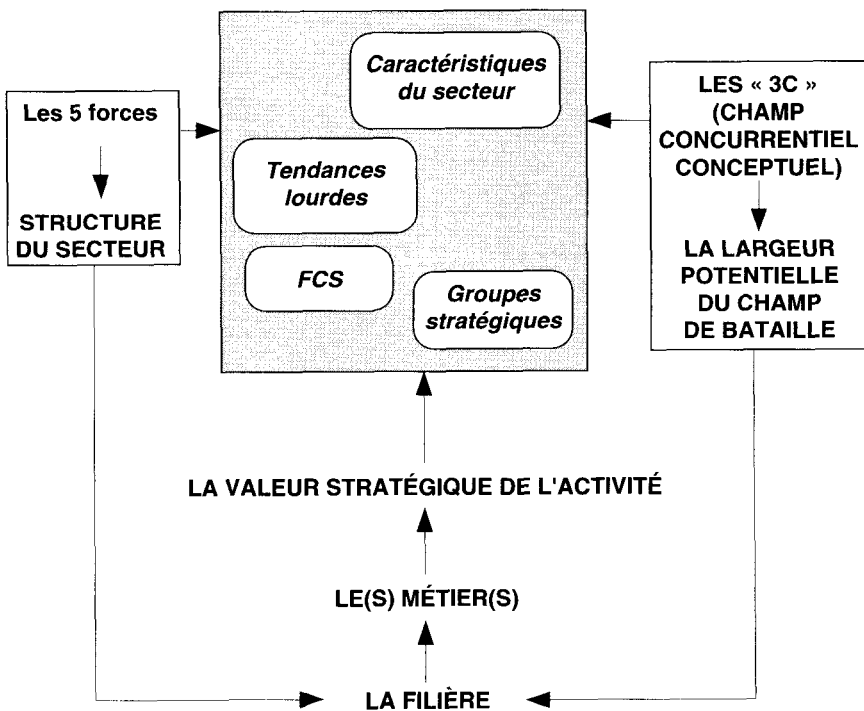 Les 5 forces
STRUCTURE
DU SECTEUR
Caractéristiques
du secteur
Tendances
lourdes
FCS
Groupes
stratégiques
LES « 3C »
(CHAMP
CONCURRENTIEL
CONCEPTUEL)
LA LARGEUR
POTENTIELLE
DU CHAMP
DE BATAILLE
LA VALEUR STRATÉGIQUE DE L'ACTIVITÉ
LE(S) MÉTIER(S)
LA FILIÈRE